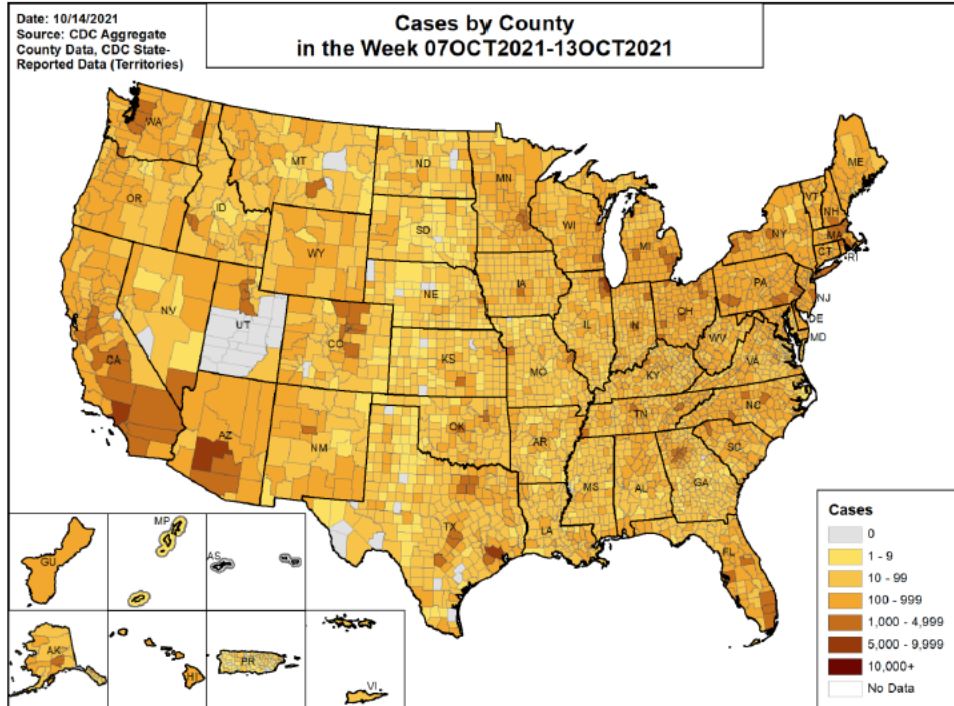 Date: 10/14/2021
Source: CDC Aggregate
County Data, CDC State-
Reported Data (Territories)
Cases by County
in the Week 07OCT2021-13OCT2021
WA
MT
ND
MN
ME
OR
ID
SD
WI
MI
VT
NH
NY
MA
CT
RI
WY
NE
IA
PA
NJ
NV
UT
CO
IL
IN
OH
DE
MD
WV
VA
CA
KS
MO
KY
AZ
NM
OK
AR
TN
NC
SC
MS
AL
GA
TX
LA
FL
MP
AS
GU
AK
HI
PR
VI
Cases
0
1 - 9
10 - 99
100 - 999
1,000 - 4,999
5,000 - 9,999
10,000+
No Data